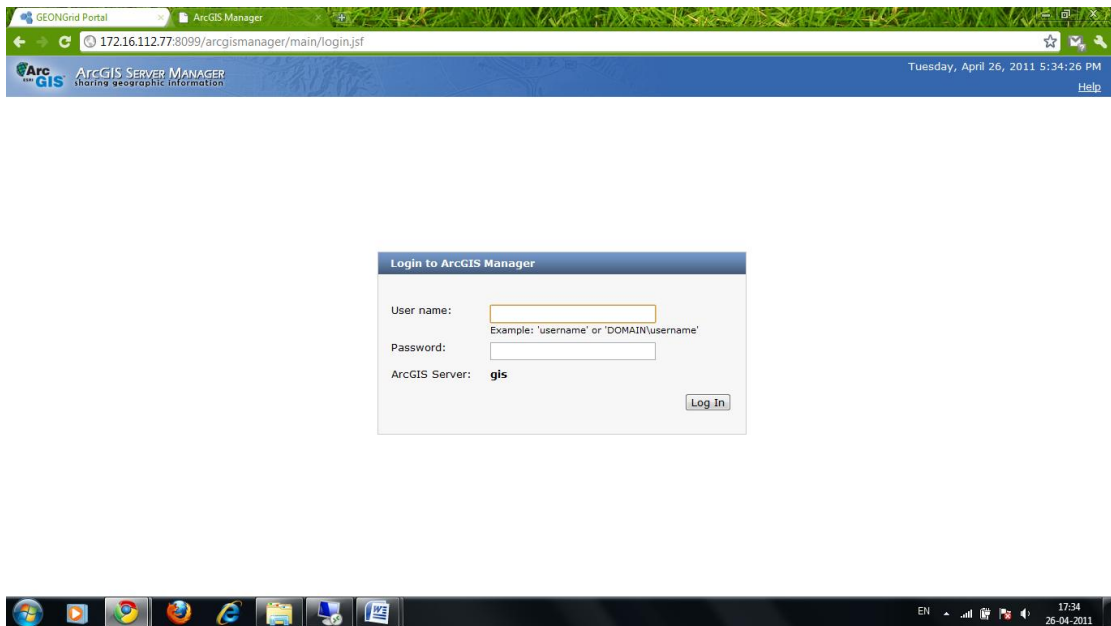 GEONGrid Portal
ArcGIS Manager
172.16.112.77:8099/arcgismanager/main/login.jsf
ArcGIS
ARCGIS SERVER MANAGER
sharing geographic information
Tuesday, April 26, 2011 5:34:26 PM
Help
Login to ArcGIS Manager
User name:
Example: 'username' or 'DOMAIN\username'
Password:
ArcGIS Server: gis
Log In
EN
17:34
26-04-2011